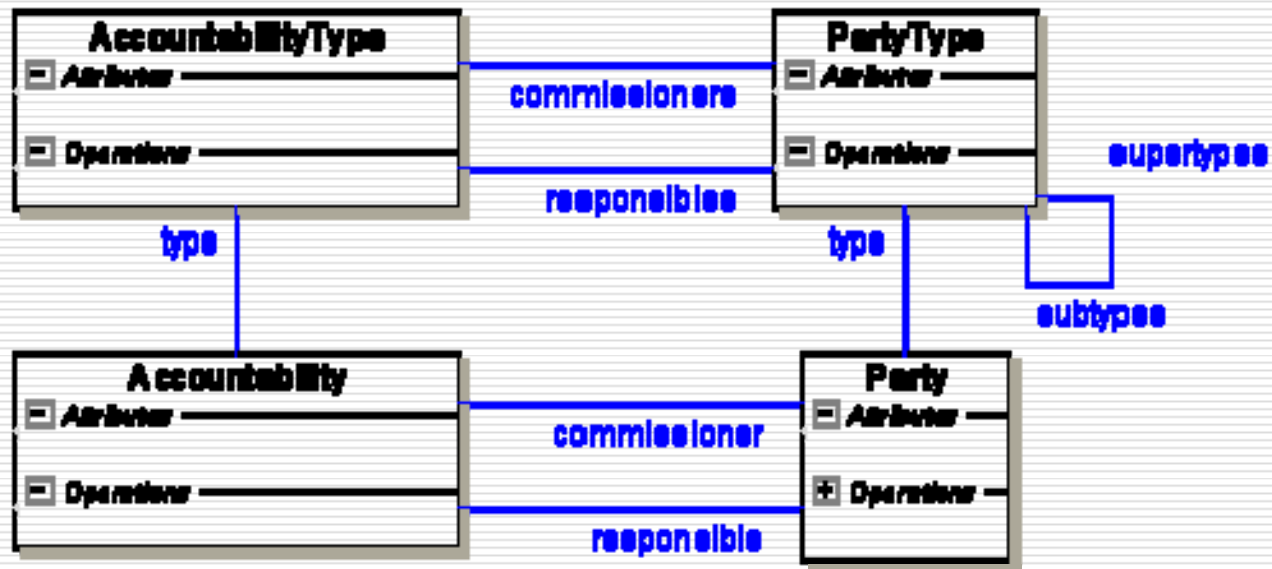 AccountabilityType
Attributes
Operations
PartyType
Attributes
Operations
commissioners
responsibles
supertypes
subtypes
type
type
Accountability
Attributes
Operations
Party
Attributes
Operations
commissioner
responsible